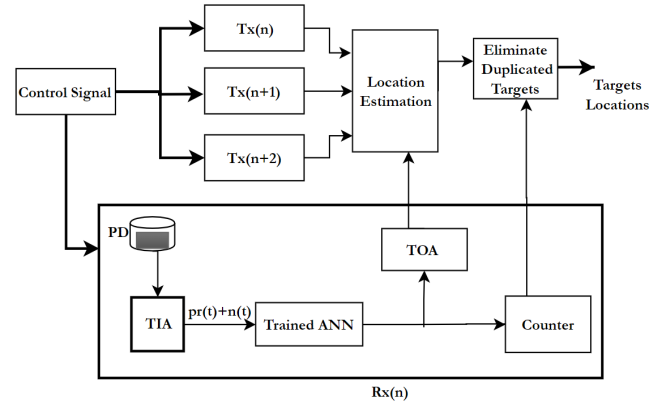 Tx(n)
Control Signal
Tx(n+1)
Tx(n+2)
Location
Estimation
Eliminate
Duplicated
Targets
Targets
Locations
PD
TOA
TIA
pr(t)+n(t)
Trained ANN
Counter
Rx(n)